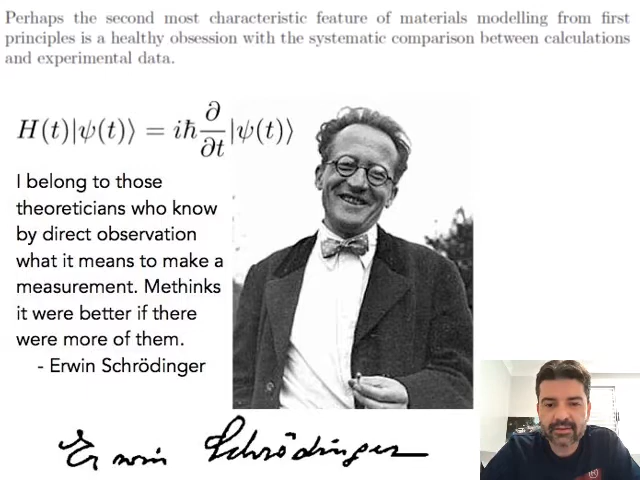 Perhaps the second most characteristic feature of materials modelling from first
principles is a healthy obsession with the systematic comparison between calculations
and experimental data.
H(t)|ψ(t)⟩ = iℏ ∂/∂t |ψ(t)⟩
I belong to those
theoreticians who know
by direct observation
what it means to make a
measurement. Methinks
it were better if there
were more of them.
- Erwin Schrödinger
Erwin Schrödinger